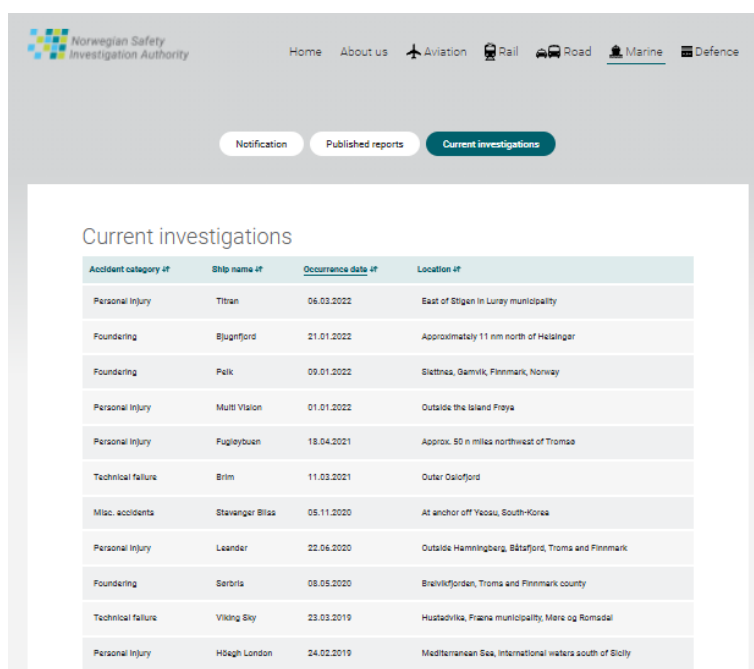 Norwegian Safety
Investigation Authority
Home About us Aviation Rail Road Marine Defence
Notification Published reports Current investigations
Current investigations
Accident category Ship name Occurrence date Location
Personal injury Titran 06.03.2022 East of Stigen in Lurøy municipality
Foundering Bjugnfjord 21.01.2022 Approximately 11 nm north of Helsingør
Foundering Peik 09.01.2022 Slettnes, Gamvik, Finnmark, Norway
Personal injury Multi Vision 01.01.2022 Outside the island Frøya
Personal injury Fugløybuen 18.04.2021 Approx. 50 n miles northwest of Tromsø
Technical failure Brim 11.03.2021 Outer Oslofjord
Misc. accidents Stavanger Bliss 05.11.2020 At anchor off Yeosu, South-Korea
Personal injury Leander 22.06.2020 Outside Hamningberg, Båtsfjord, Troms and Finnmark
Foundering Sørbris 08.05.2020 Breivikfjorden, Troms and Finnmark county
Technical failure Viking Sky 23.03.2019 Hustadvika, Fræna municipality, Møre og Romsdal
Personal injury Höegh London 24.02.2019 Mediterranean Sea, international waters south of Sicily